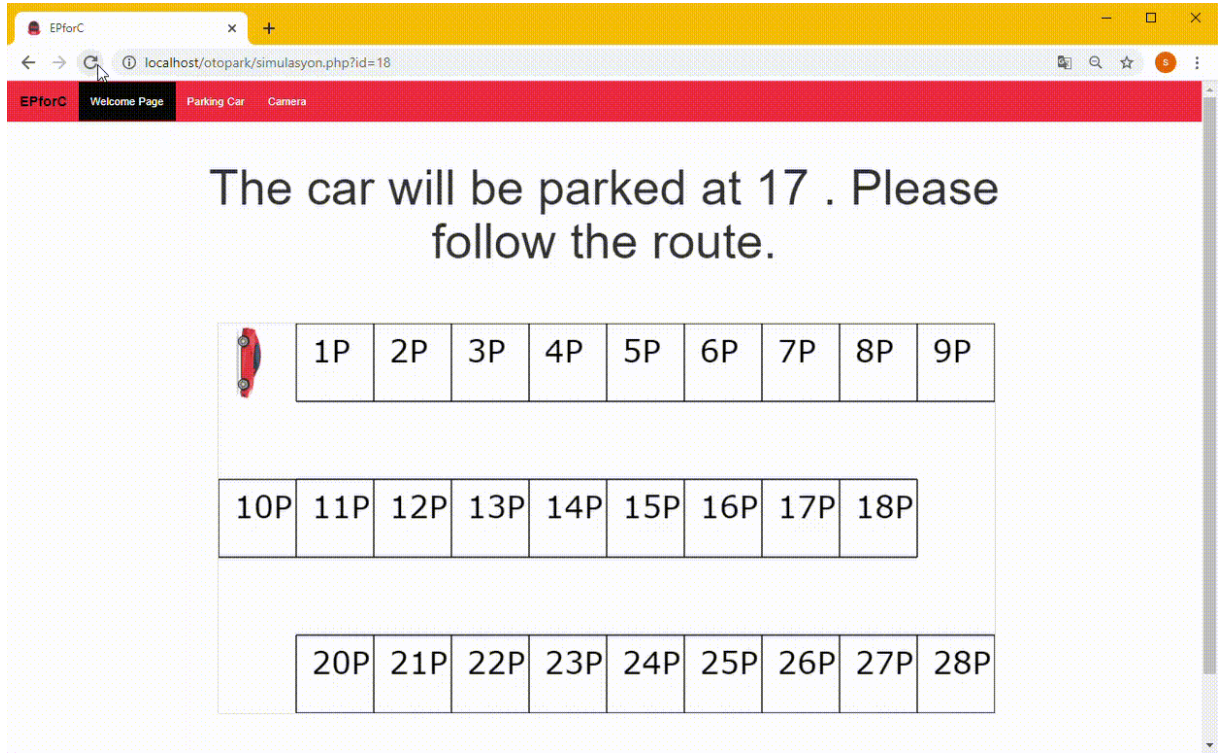 EPforC
localhost/otopark/simulasyon.php?id=18
S
EPforC Welcome Page Parking Car Camera
The car will be parked at 17 . Please
follow the route.
1P 2P 3P 4P 5P 6P 7P 8P 9P
10P 11P 12P 13P 14P 15P 16P 17P 18P
20P 21P 22P 23P 24P 25P 26P 27P 28P